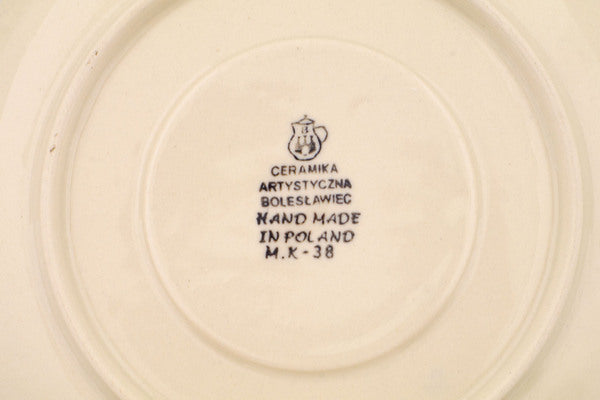 CERAMIKA
ARTYSTYCZNA
BOLESŁAWIEC
HAND MADE
IN POLAND
M.K-38